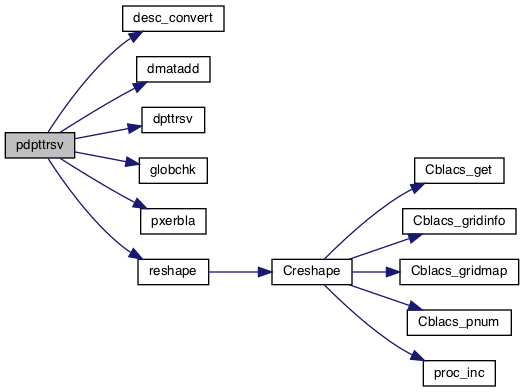 desc_convert
dmatadd
dpttrsv
pdpttrsv
globchk
pxerbla
reshape
Creshape
Cblacs_get
Cblacs_gridinfo
Cblacs_gridmap
Cblacs_pnum
proc_inc